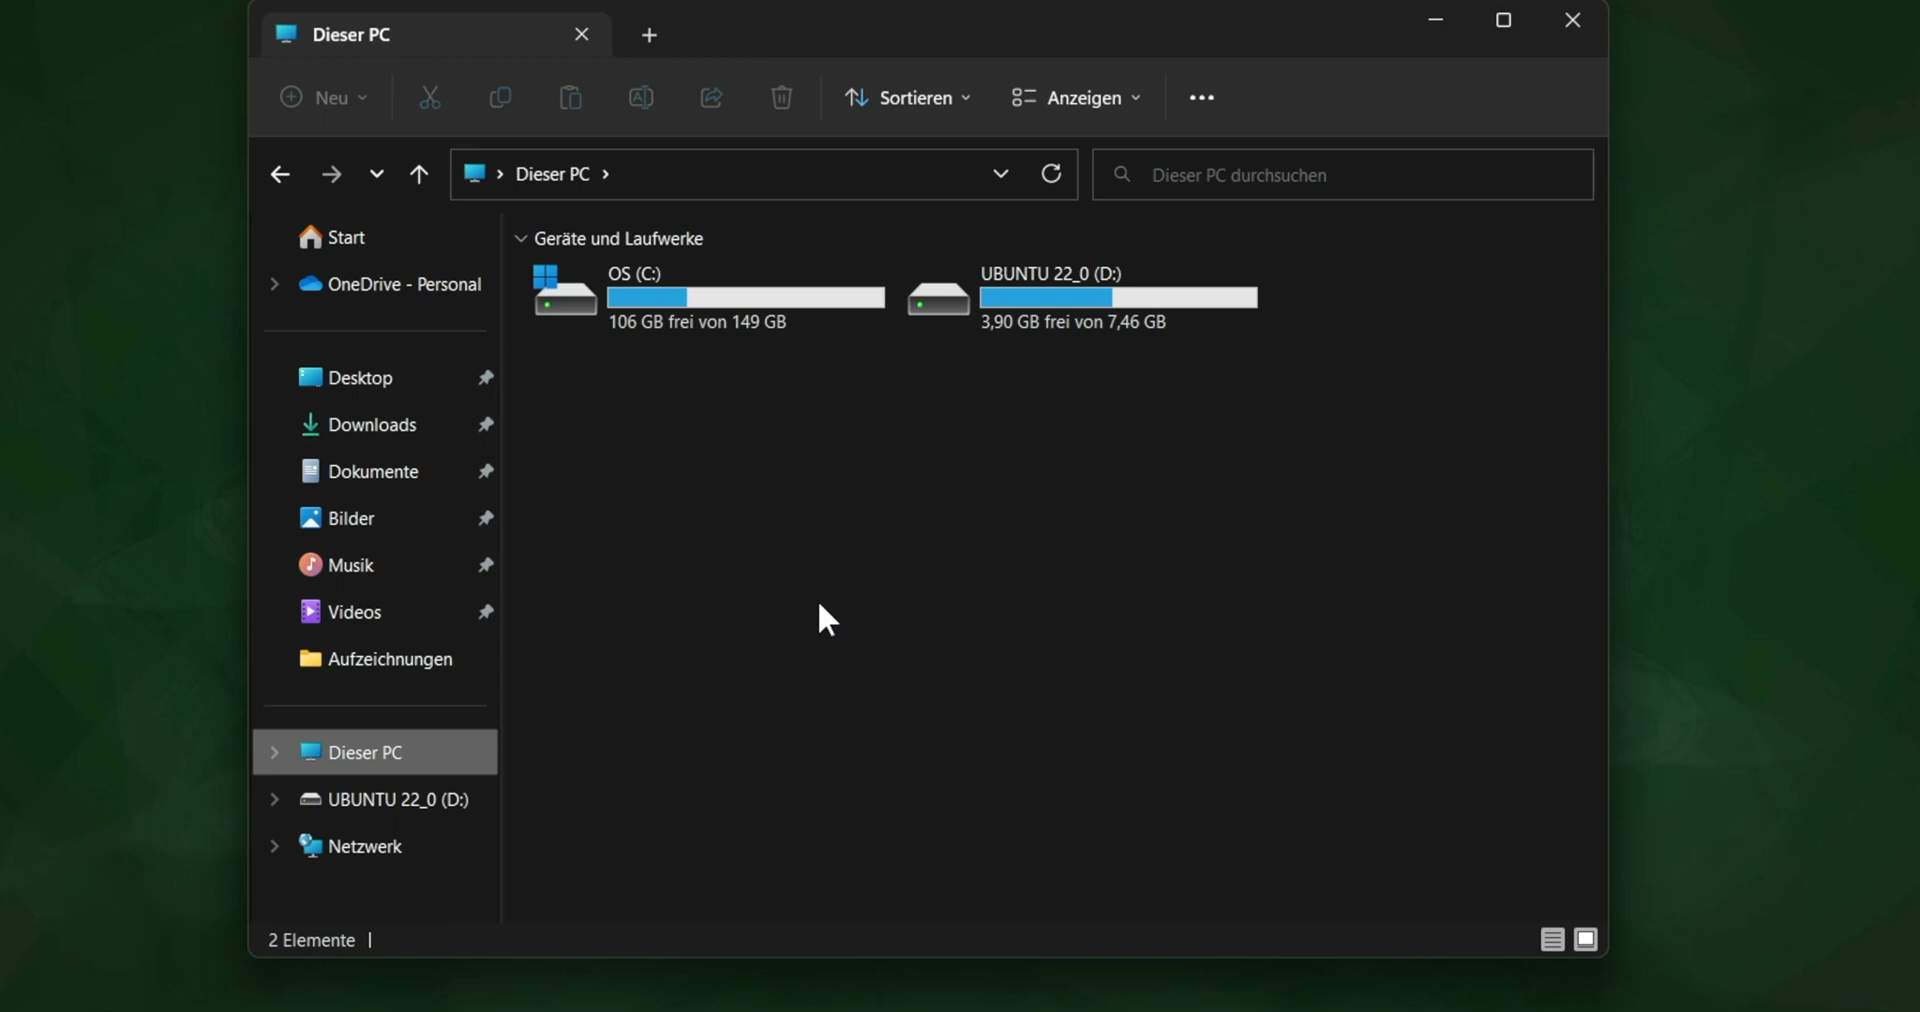 Dieser PC
Neu
Sortieren
Anzeigen
Dieser PC
Dieser PC durchsuchen
Start
OneDrive - Personal
Desktop
Downloads
Dokumente
Bilder
Musik
Videos
Aufzeichnungen
Dieser PC
UBUNTU 22_0 (D:)
Netzwerk
Geräte und Laufwerke
OS (C:)
106 GB frei von 149 GB
UBUNTU 22_0 (D:)
3,90 GB frei von 7,46 GB
2 Elemente